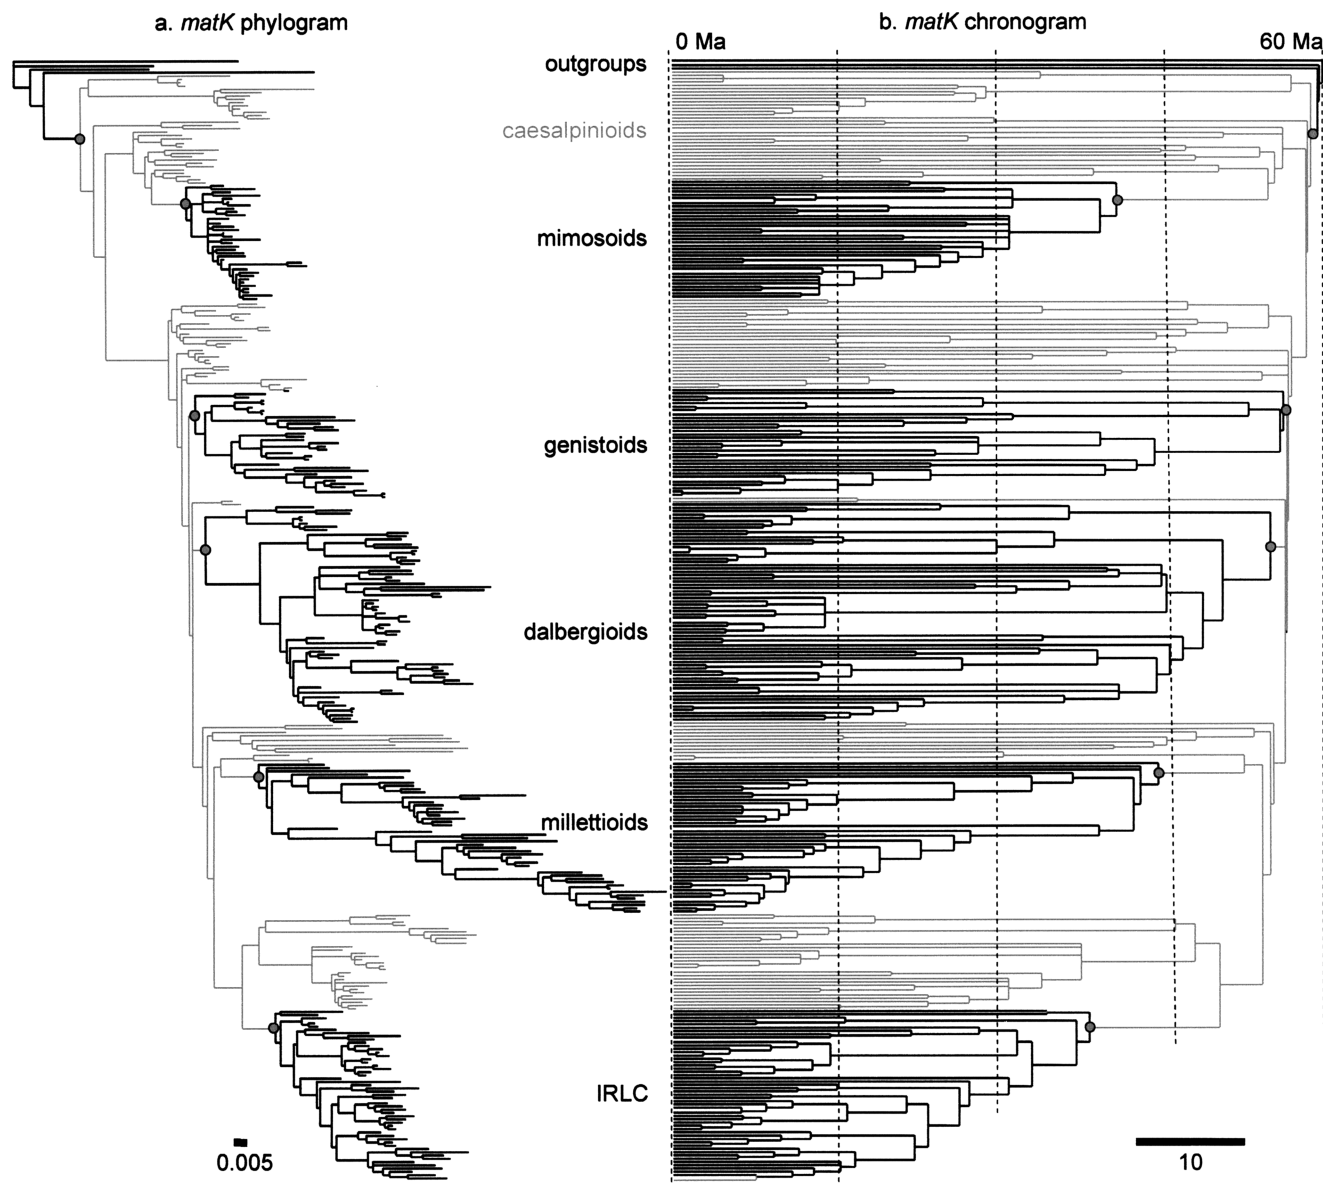 a. matK phylogram
b. matK chronogram
0 Ma
60 Ma
outgroups
caesalpinioids
mimosoids
genistoids
dalbergioids
millettioids
IRLC
0.005
10